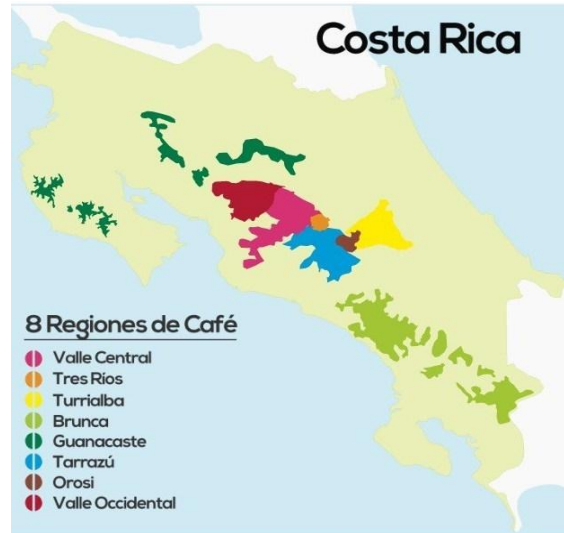 Costa Rica
8 Regiones de Café
Valle Central
Tres Ríos
Turrialba
Brunca
Guanacaste
Tarrazú
Orosi
Valle Occidental